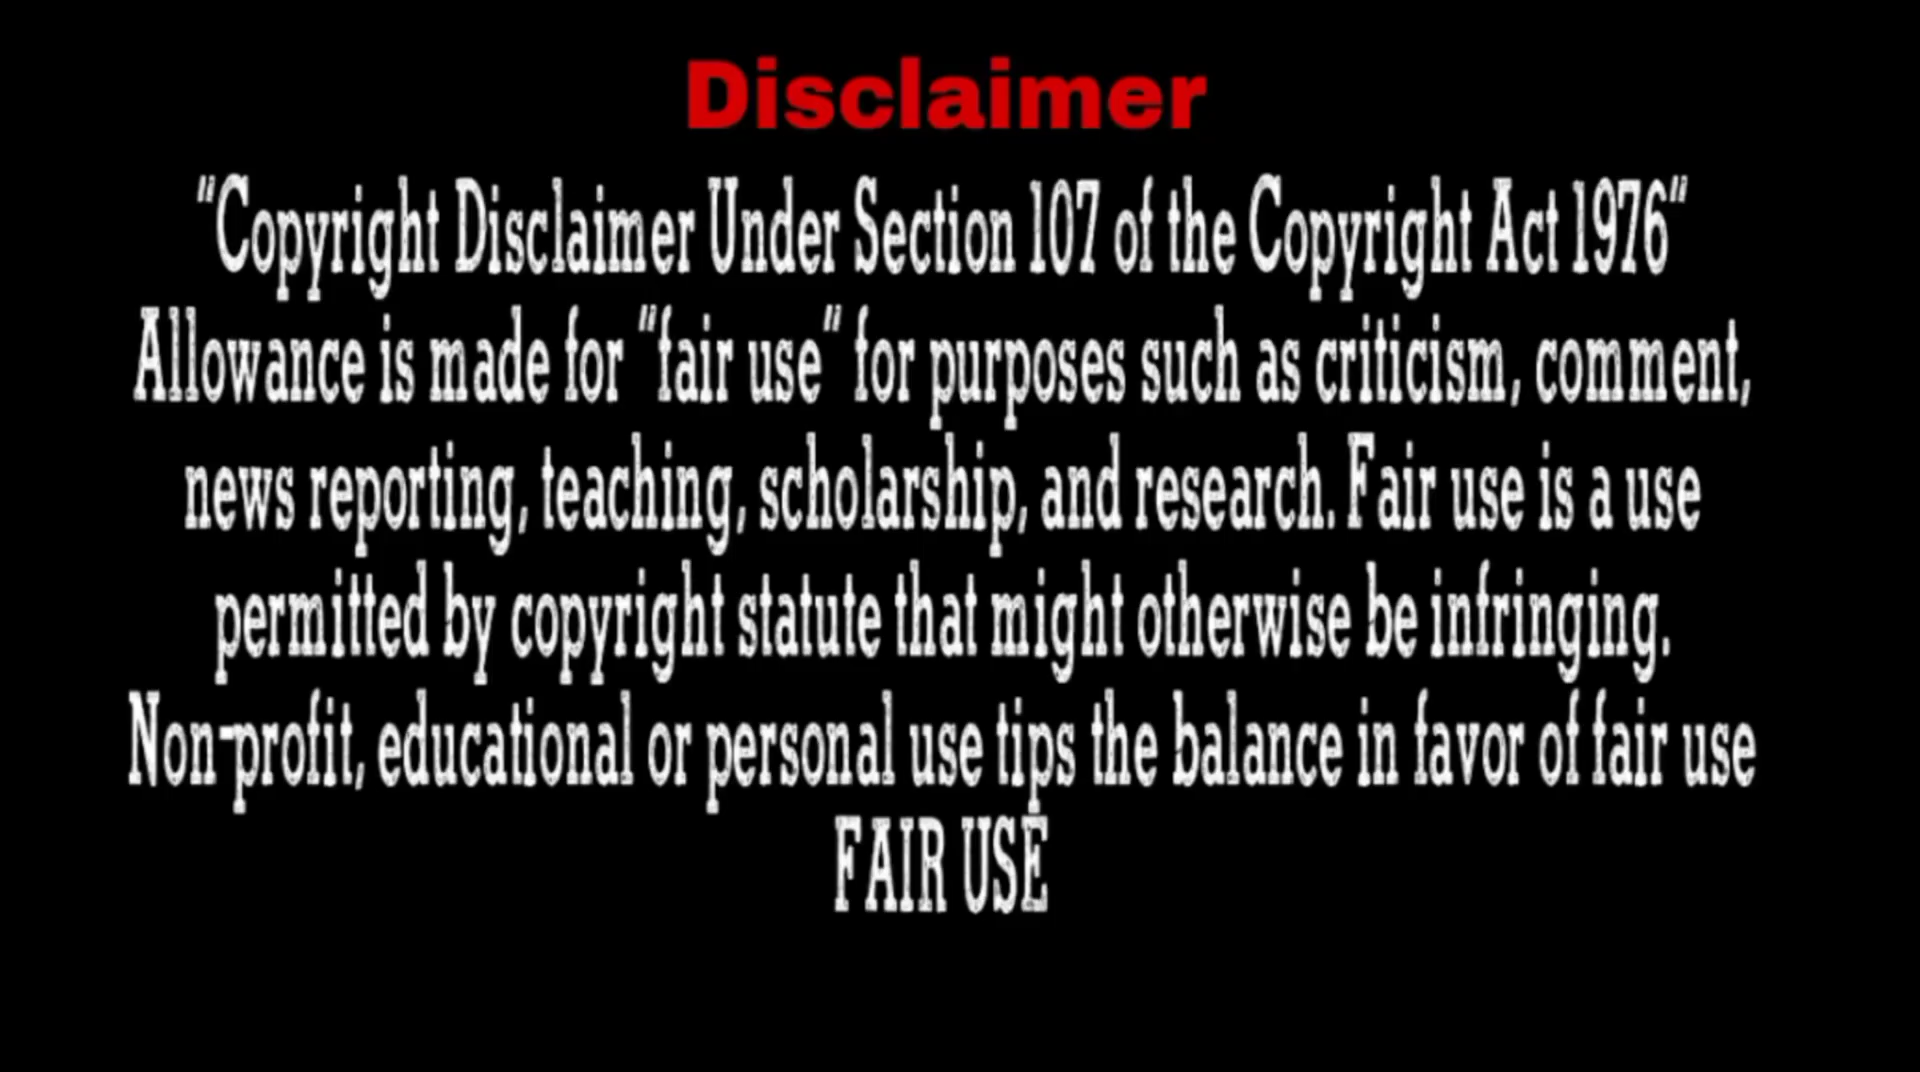 Disclaimer
"Copyright Disclaimer Under Section 107 of the Copyright Act 1976"
Allowance is made for "fair use" for purposes such as criticism, comment,
news reporting, teaching, scholarship, and research. Fair use is a use
permitted by copyright statute that might otherwise be infringing.
Non-profit, educational or personal use tips the balance in favor of fair use
FAIR USE